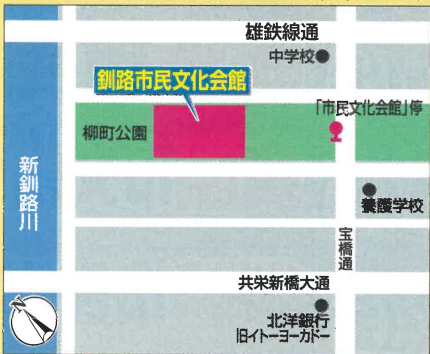 雄鉄線通
中学校
釧路市民文化会館
「市民文化会館」停
柳町公園
新釧路川
養護学校
宝橋通
共栄新橋大通
北洋銀行
旧イトーヨーカドー